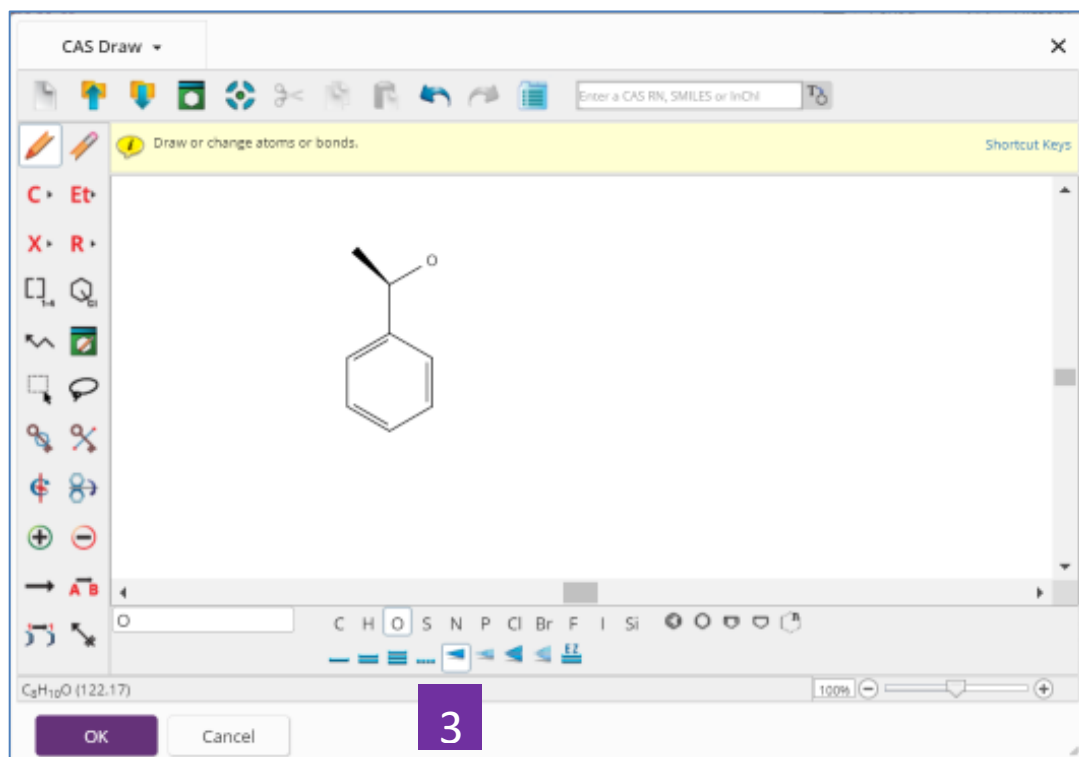 CAS Draw
Enter a CAS RN, SMILES or InChI
Draw or change atoms or bonds.
Shortcut Keys
C Et
X R
O
A B
O
C H O S N P Cl Br F I Si
EZ
C₈H₁₀O (122.17)
100%
OK
Cancel
3